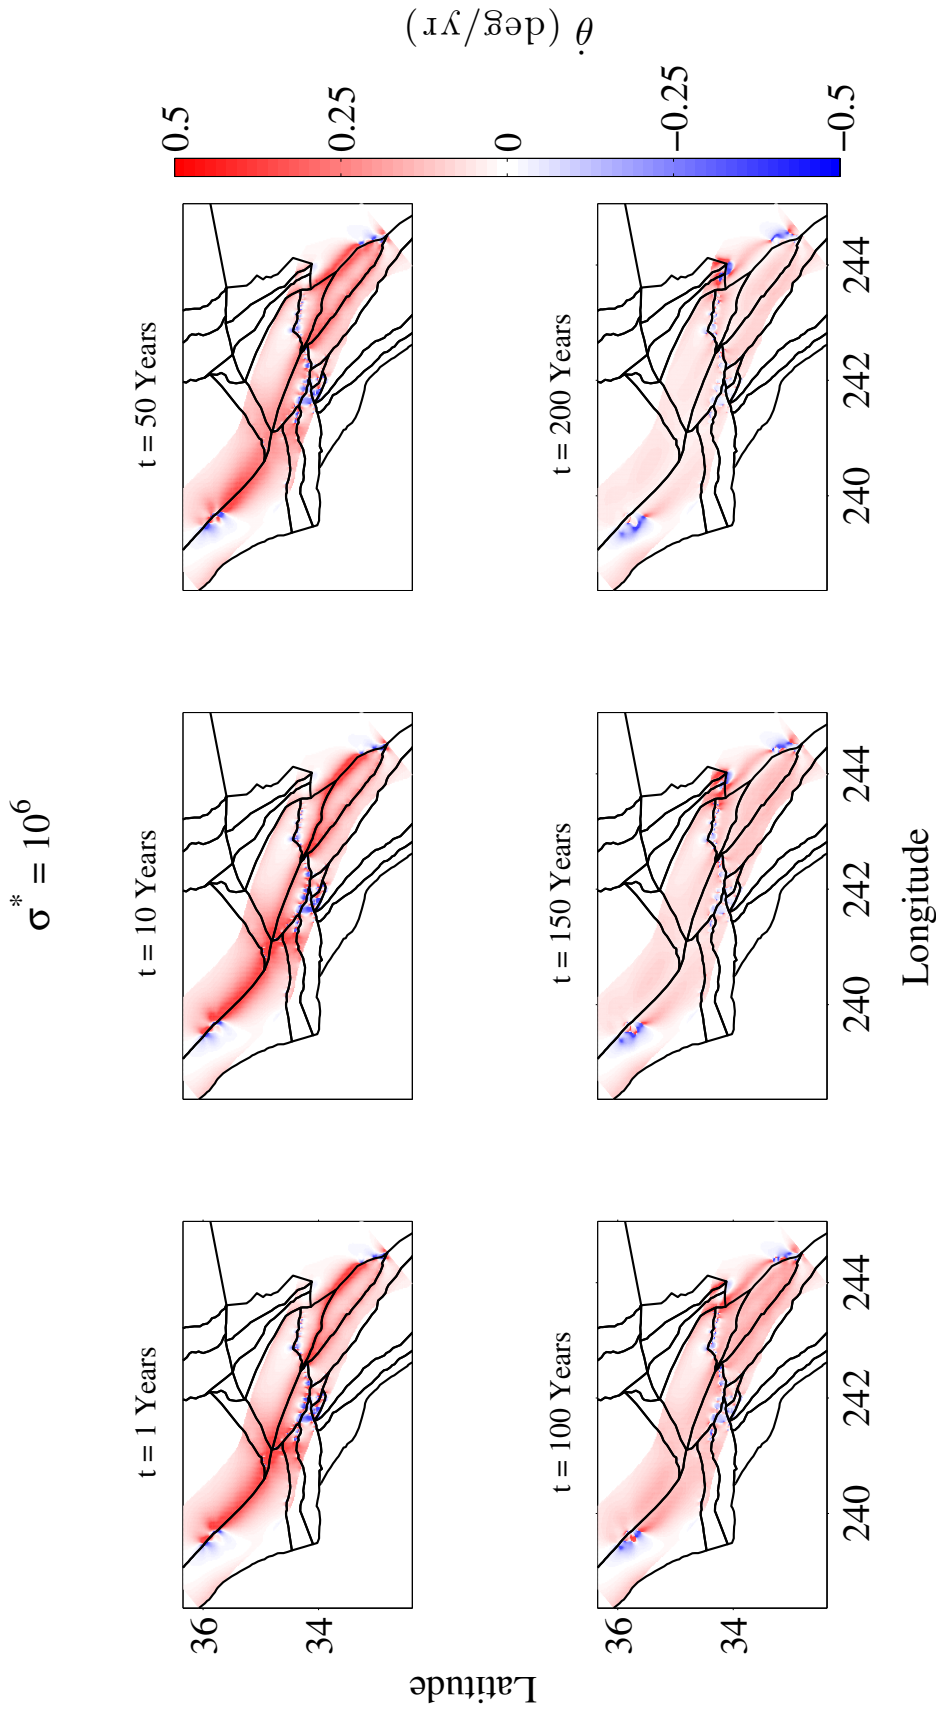 σ* = 10⁶
t = 1 Years
t = 10 Years
t = 50 Years
36
34
t = 100 Years
t = 150 Years
t = 200 Years
36
34
240
242
244
240
242
244
240
242
244
Latitude
Longitude
0.5
0.25
0
−0.25
−0.5
θ̇ (deg/yr)